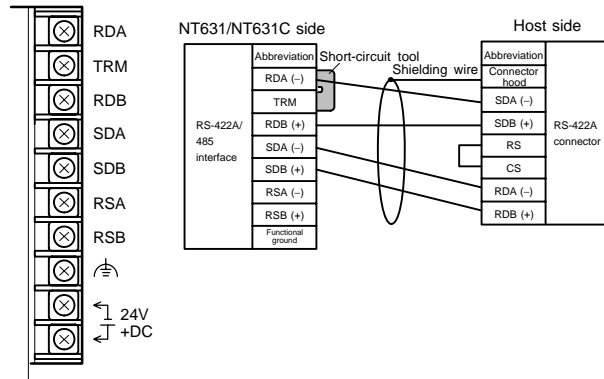 RDA
TRM
RDB
SDA
SDB
RSA
RSB
24V
+DC
NT631/NT631C side
Abbreviation
Short-circuit tool
RDA (–)
TRM
RDB (+)
SDA (–)
SDB (+)
RSA (–)
RSB (+)
Functional
ground
RS-422A/
485
interface
Shielding wire
Host side
Abbreviation
Connector
hood
SDA (–)
SDB (+)
RS
CS
RDA (–)
RDB (+)
RS-422A
connector